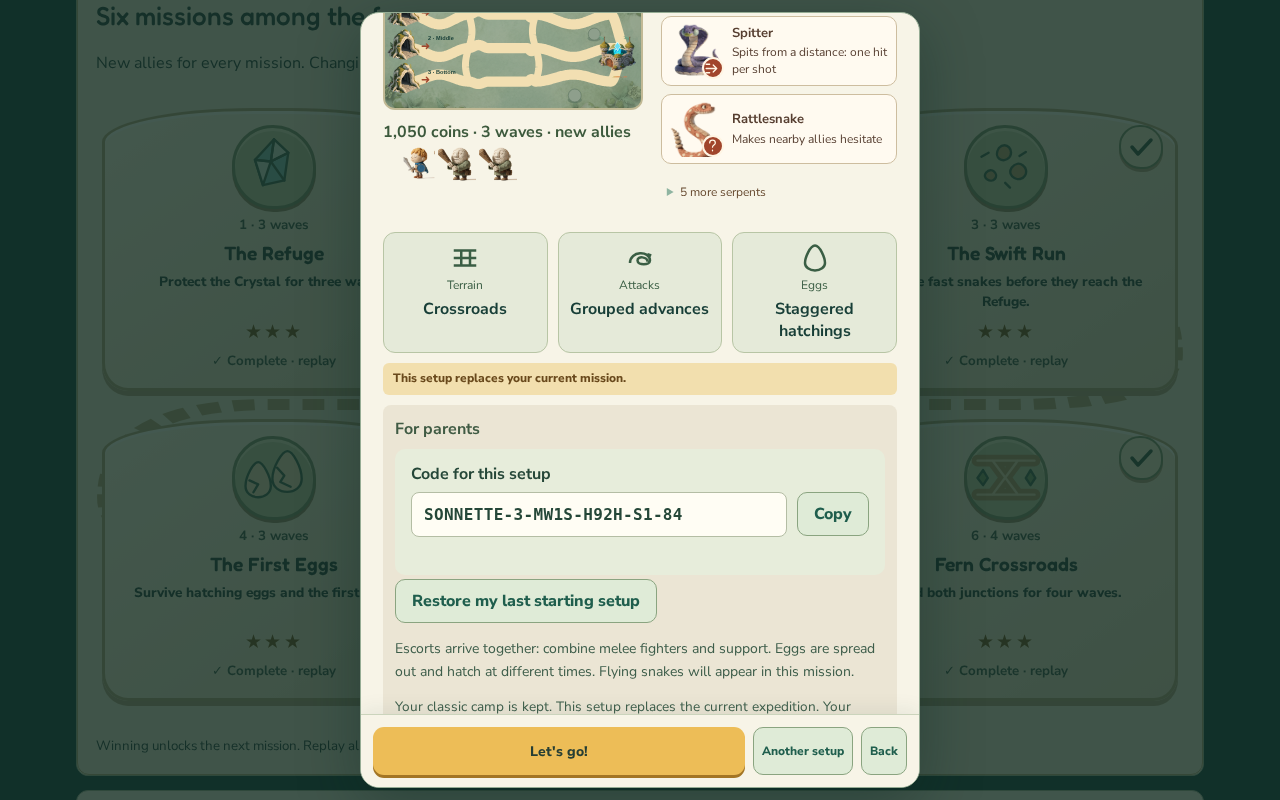 Six missions among the f
New allies for every mission. Changi
2 - Middle
3 - Bottom
1,050 coins · 3 waves · new allies
Spitter
Spits from a distance: one hit
per shot
Rattlesnake
Makes nearby allies hesitate
5 more serpents
Terrain
Crossroads
Attacks
Grouped advances
Eggs
Staggered
hatchings
This setup replaces your current mission.
For parents
Code for this setup
SONNETTE-3-MW1S-H92H-S1-84
Copy
Restore my last starting setup
Escorts arrive together: combine melee fighters and support. Eggs are spread
out and hatch at different times. Flying snakes will appear in this mission.
Your classic camp is kept. This setup replaces the current expedition. Your
Let's go!
Another setup
Back
1 · 3 waves
The Refuge
Protect the Crystal for three wa
✓ Complete · replay
3 · 3 waves
The Swift Run
e fast snakes before they reach the
Refuge.
✓ Complete · replay
4 · 3 waves
The First Eggs
Survive hatching eggs and the first
✓ Complete · replay
6 · 4 waves
Fern Crossroads
both junctions for four waves.
✓ Complete · replay
Winning unlocks the next mission. Replay al